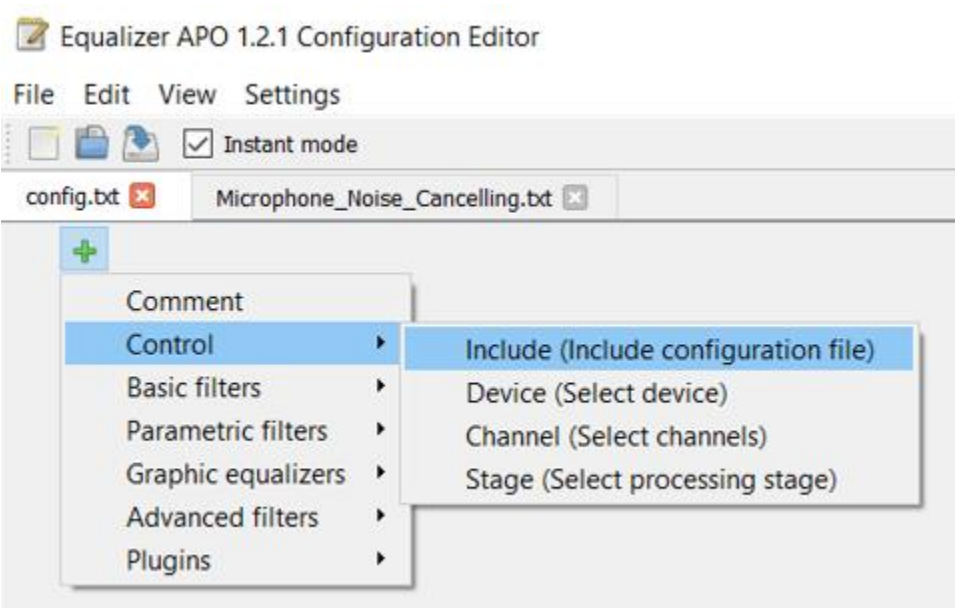 Equalizer APO 1.2.1 Configuration Editor
File Edit View Settings
Instant mode
config.txt Microphone_Noise_Cancelling.txt
Comment
Control
Include (Include configuration file)
Basic filters
Device (Select device)
Parametric filters
Channel (Select channels)
Graphic equalizers
Stage (Select processing stage)
Advanced filters
Plugins